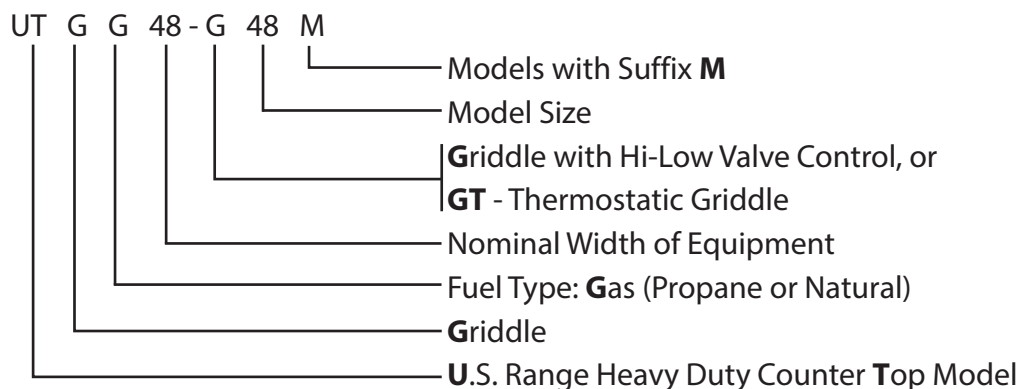 UT G G 48 - G 48 M
Models with Suffix M
Model Size
Griddle with Hi-Low Valve Control, or
GT - Thermostatic Griddle
Nominal Width of Equipment
Fuel Type: Gas (Propane or Natural)
Griddle
U.S. Range Heavy Duty Counter Top Model